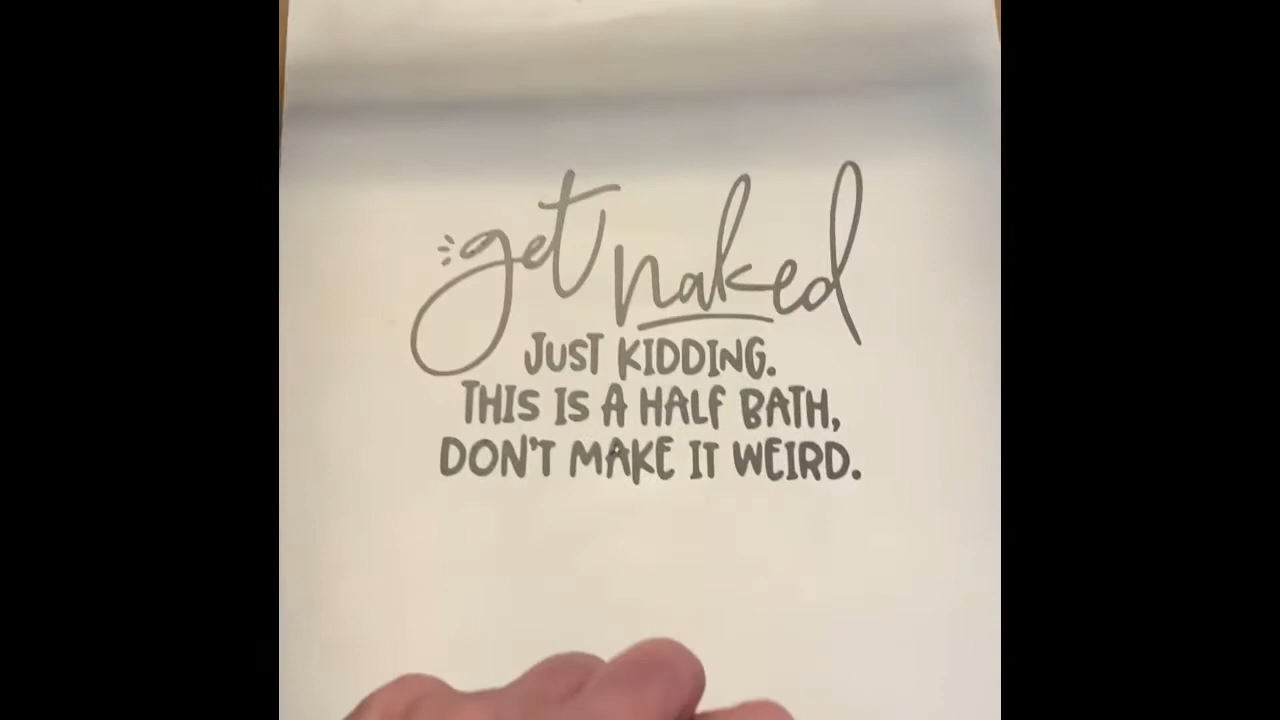 get naked
JUST KIDDING.
THIS IS A HALF BATH,
DON'T MAKE IT WEIRD.